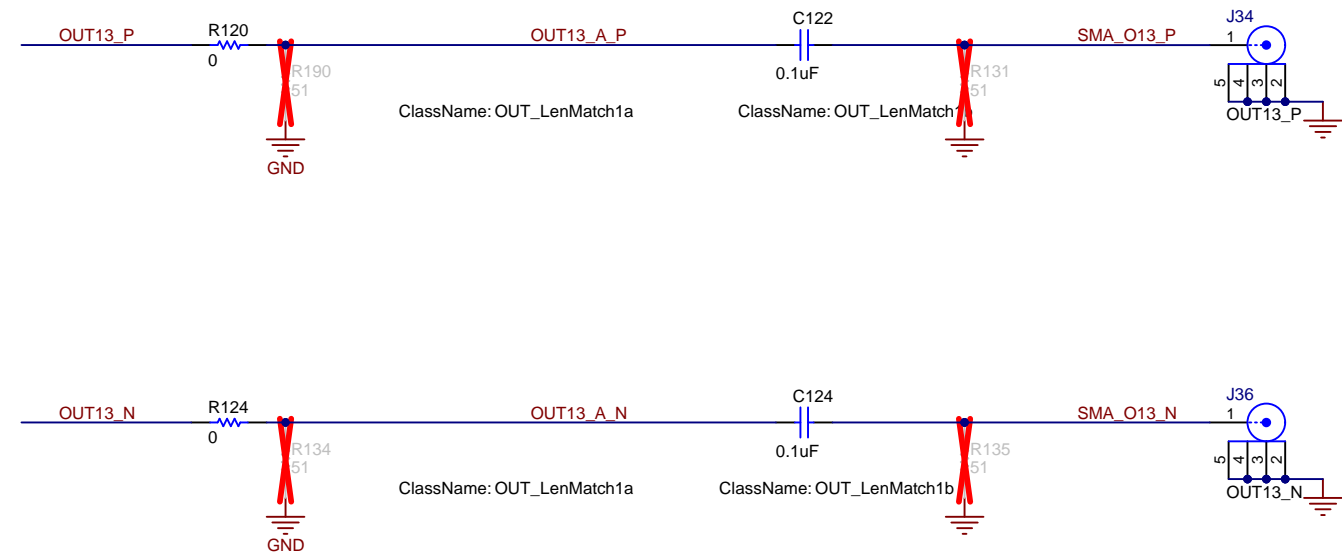 J34
OUT13_P
R120
0
OUT13_A_P
C122
0.1uF
SMA_O13_P
1
R190
51
R131
51
5
4
3
2
OUT13_P
ClassName: OUT_LenMatch1a
ClassName: OUT_LenMatch1
GND
J36
OUT13_N
R124
0
OUT13_A_N
C124
0.1uF
SMA_O13_N
1
R134
51
R135
51
5
4
3
2
OUT13_N
ClassName: OUT_LenMatch1a
ClassName: OUT_LenMatch1b
GND